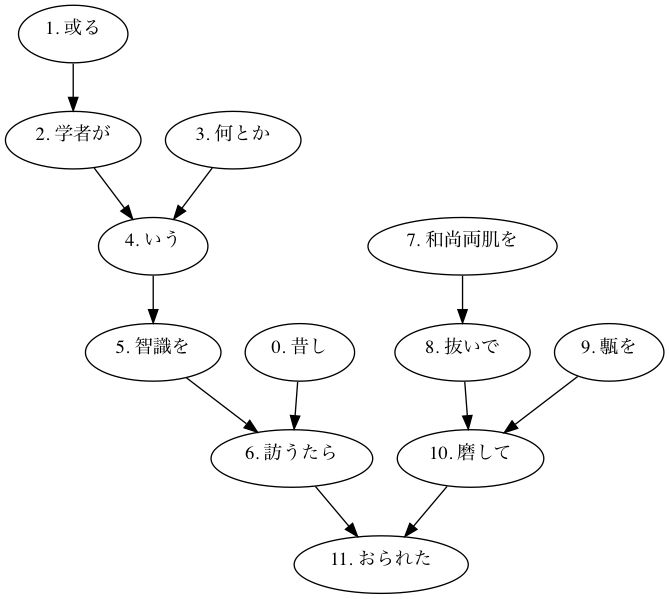 1. 或る
2. 学者が
3. 何とか
4. いう
7. 和尚両肌を
5. 智識を
0. 昔し
8. 抜いで
9. 甎を
6. 訪うたら
10. 磨して
11. おられた